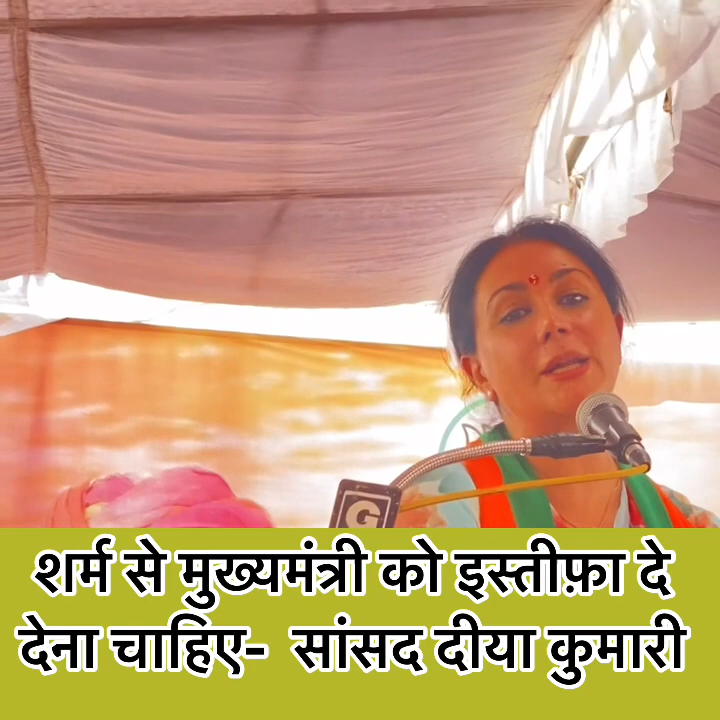 G
शर्म से मुख्यमंत्री को इस्तीफ़ा दे
देना चाहिए- सांसद दीया कुमारी